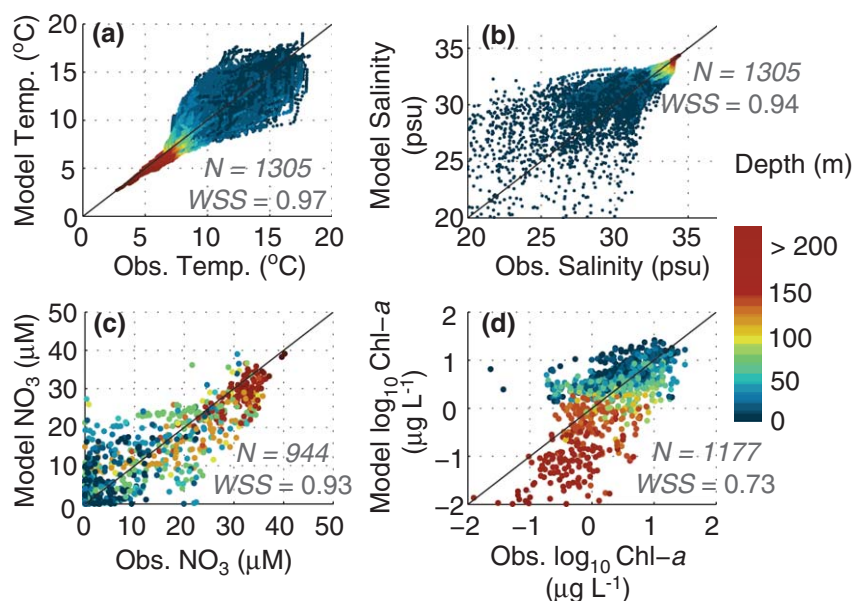 (a)
Model Temp. (°C)
20
15
10
5
0
N = 1305
WSS = 0.97
0 5 10 15 20
Obs. Temp. (°C)
(b)
Model Salinity
(psu)
35
30
25
20
N = 1305
WSS = 0.94
20 25 30 35
Obs. Salinity (psu)
Depth (m)
> 200
150
100
50
0
(c)
Model NO₃ (μM)
50
40
30
20
10
0
N = 944
WSS = 0.93
0 10 20 30 40 50
Obs. NO₃ (μM)
(d)
Model log₁₀ Chl–a
(μg L⁻¹)
2
1
0
−1
−2
N = 1177
WSS = 0.73
−2 −1 0 1 2
Obs. log₁₀ Chl–a
(μg L⁻¹)